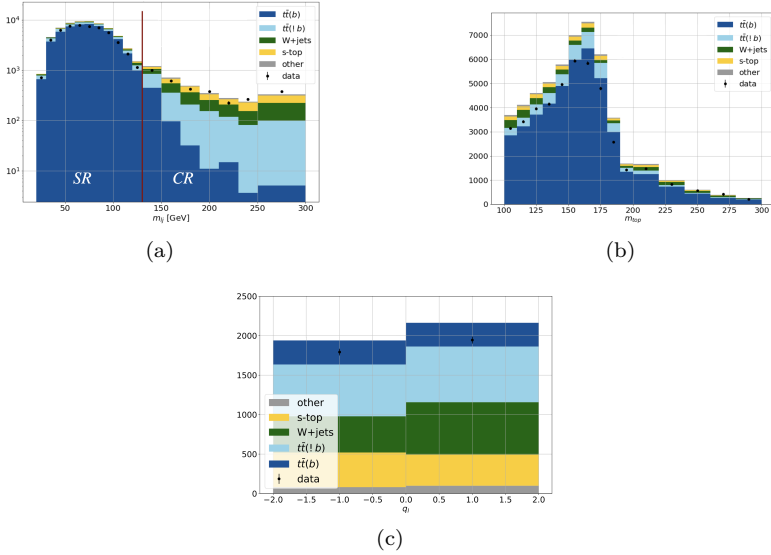 10⁴
10³
10²
10¹
tt̄(b)
tt̄(! b)
W+jets
s-top
other
data
SR
CR
50 100 150 200 250 300
m_lj [GeV]
(a)
7000
6000
5000
4000
3000
2000
1000
0
tt̄(b)
tt̄(! b)
W+jets
s-top
other
data
100 125 150 175 200 225 250 275 300
m_top
(b)
2500
2000
1500
1000
500
0
other
s-top
W+jets
tt̄(! b)
tt̄(b)
data
−2.0 −1.5 −1.0 −0.5 0.0 0.5 1.0 1.5 2.0
q_l
(c)